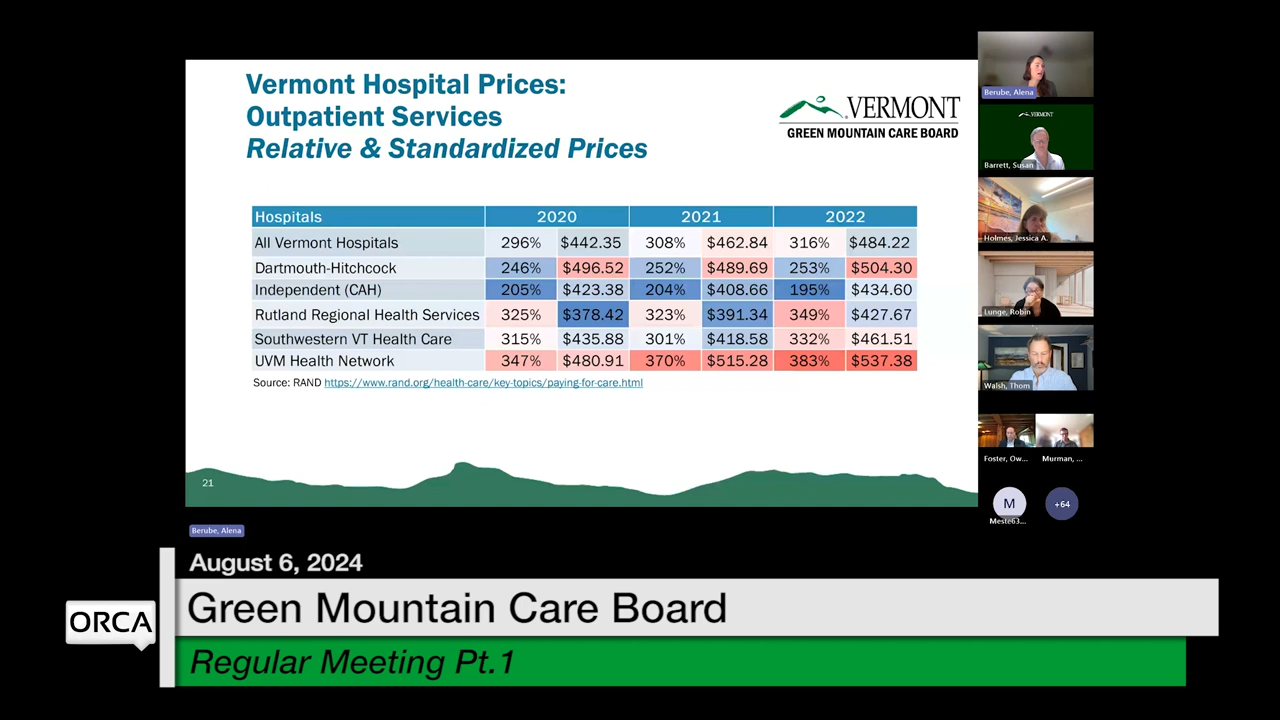 Vermont Hospital Prices:
Outpatient Services
Relative & Standardized Prices
VERMONT
GREEN MOUNTAIN CARE BOARD
Hospitals 2020 2021 2022
All Vermont Hospitals 296% $442.35 308% $462.84 316% $484.22
Dartmouth-Hitchcock 246% $496.52 252% $489.69 253% $504.30
Independent (CAH) 205% $423.38 204% $408.66 195% $434.60
Rutland Regional Health Services 325% $378.42 323% $391.34 349% $427.67
Southwestern VT Health Care 315% $435.88 301% $418.58 332% $461.51
UVM Health Network 347% $480.91 370% $515.28 383% $537.38
Source: RAND https://www.rand.org/health-care/key-topics/paying-for-care.html
21
Berube, Alena
VERMONT
Barrett, Susan
Holmes, Jessica A.
Lunge, Robin
Walsh, Thom
Foster, Ow... Murman, ...
M +64
Meste63...
Berube, Alena
August 6, 2024
ORCA
Green Mountain Care Board
Regular Meeting Pt.1